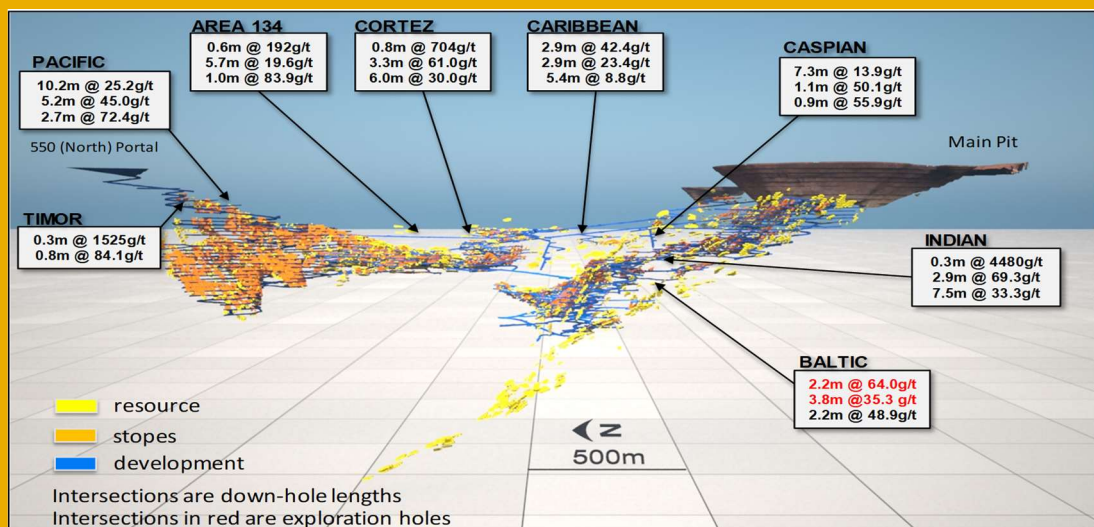 AREA 134
0.6m @ 192g/t
5.7m @ 19.6g/t
1.0m @ 83.9g/t
CORTEZ
0.8m @ 704g/t
3.3m @ 61.0g/t
6.0m @ 30.0g/t
CARIBBEAN
2.9m @ 42.4g/t
2.9m @ 23.4g/t
5.4m @ 8.8g/t
CASPIAN
7.3m @ 13.9g/t
1.1m @ 50.1g/t
0.9m @ 55.9g/t
PACIFIC
10.2m @ 25.2g/t
5.2m @ 45.0g/t
2.7m @ 72.4g/t
550 (North) Portal
Main Pit
TIMOR
0.3m @ 1525g/t
0.8m @ 84.1g/t
INDIAN
0.3m @ 4480g/t
2.9m @ 69.3g/t
7.5m @ 33.3g/t
BALTIC
2.2m @ 64.0g/t
3.8m @35.3 g/t
2.2m @ 48.9g/t
resource
stopes
development
N
500m
Intersections are down-hole lengths
Intersections in red are exploration holes